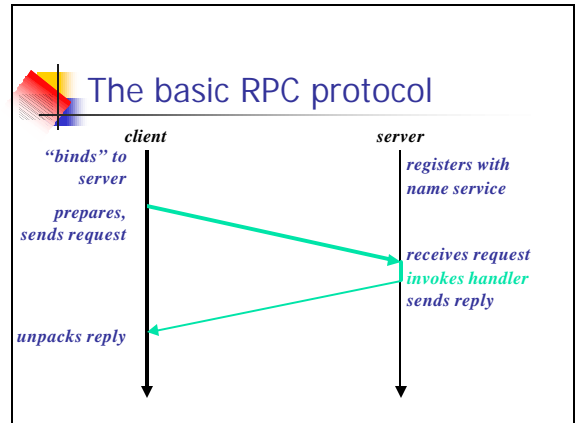 The basic RPC protocol
client
server
"binds" to
server
registers with
name service
prepares,
sends request
receives request
invokes handler
sends reply
unpacks reply